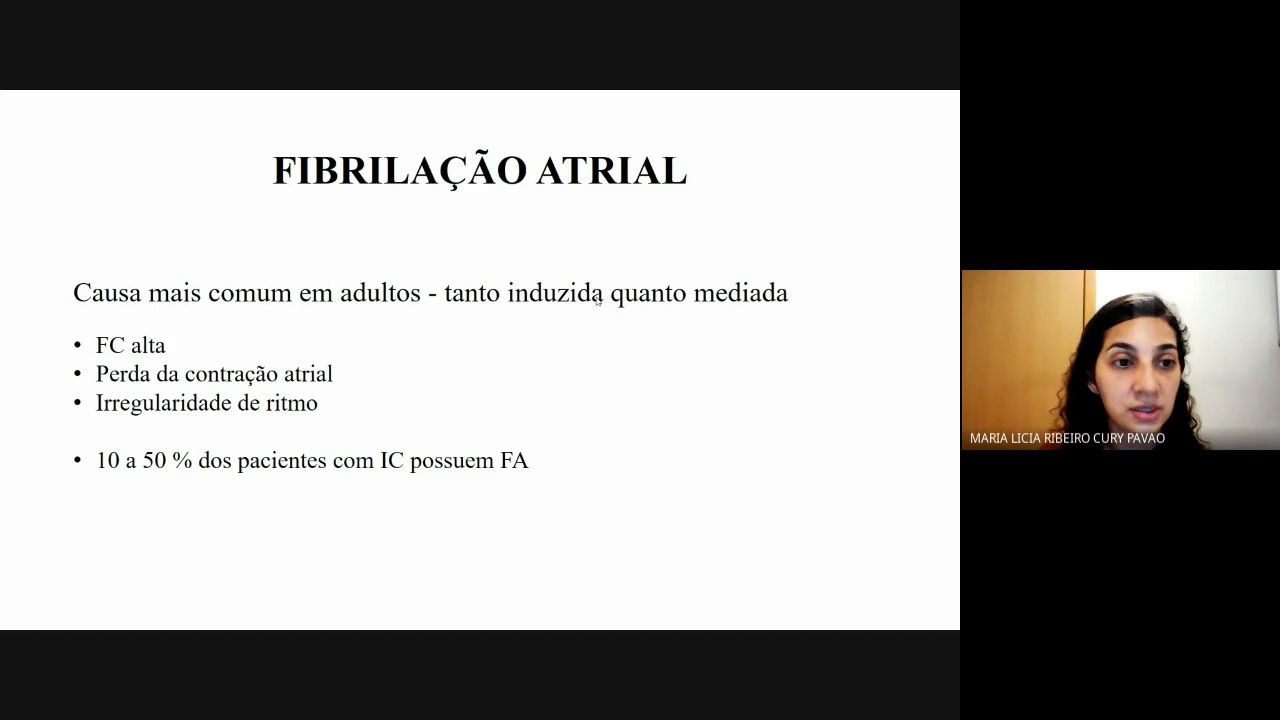 FIBRILAÇÃO ATRIAL
Causa mais comum em adultos - tanto induzida quanto mediada
• FC alta
• Perda da contração atrial
• Irregularidade de ritmo
• 10 a 50 % dos pacientes com IC possuem FA
MARIA LICIA RIBEIRO CURY PAVAO